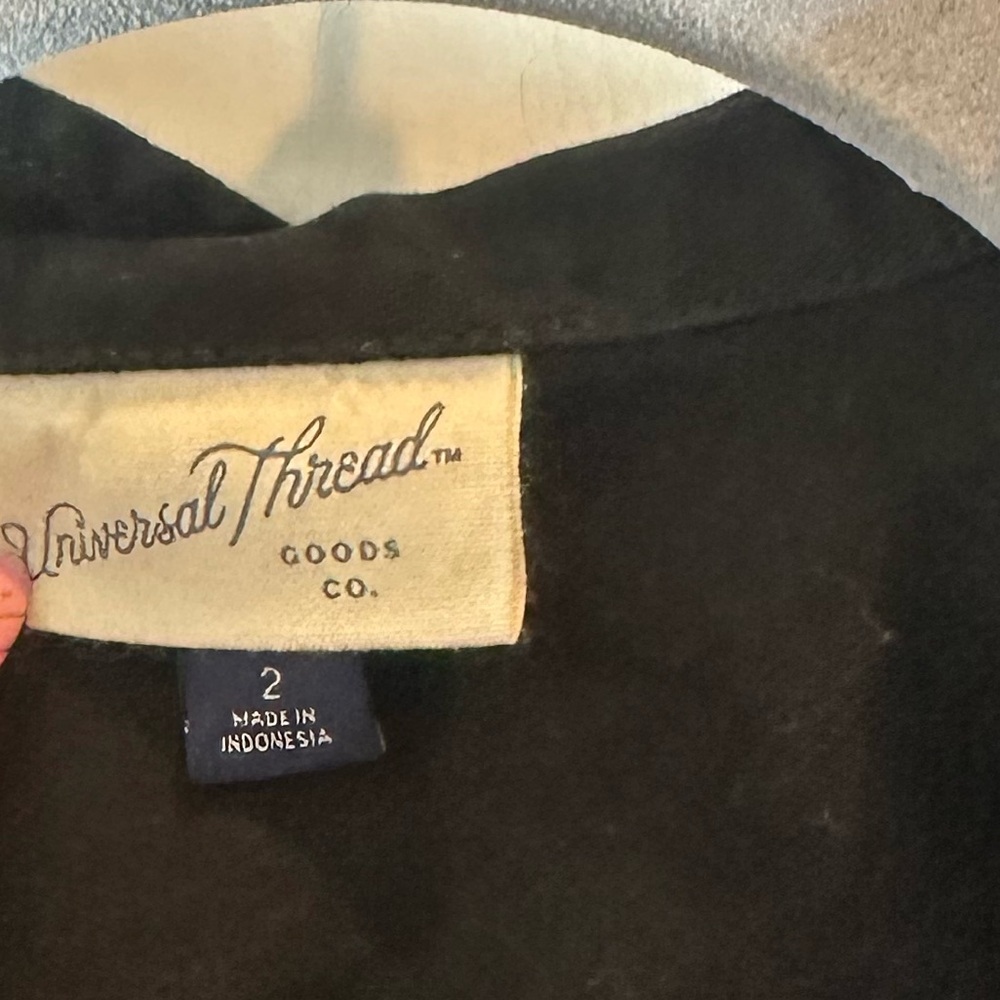 Universal Thread™
GOODS
CO.
2
MADE IN
INDONESIA